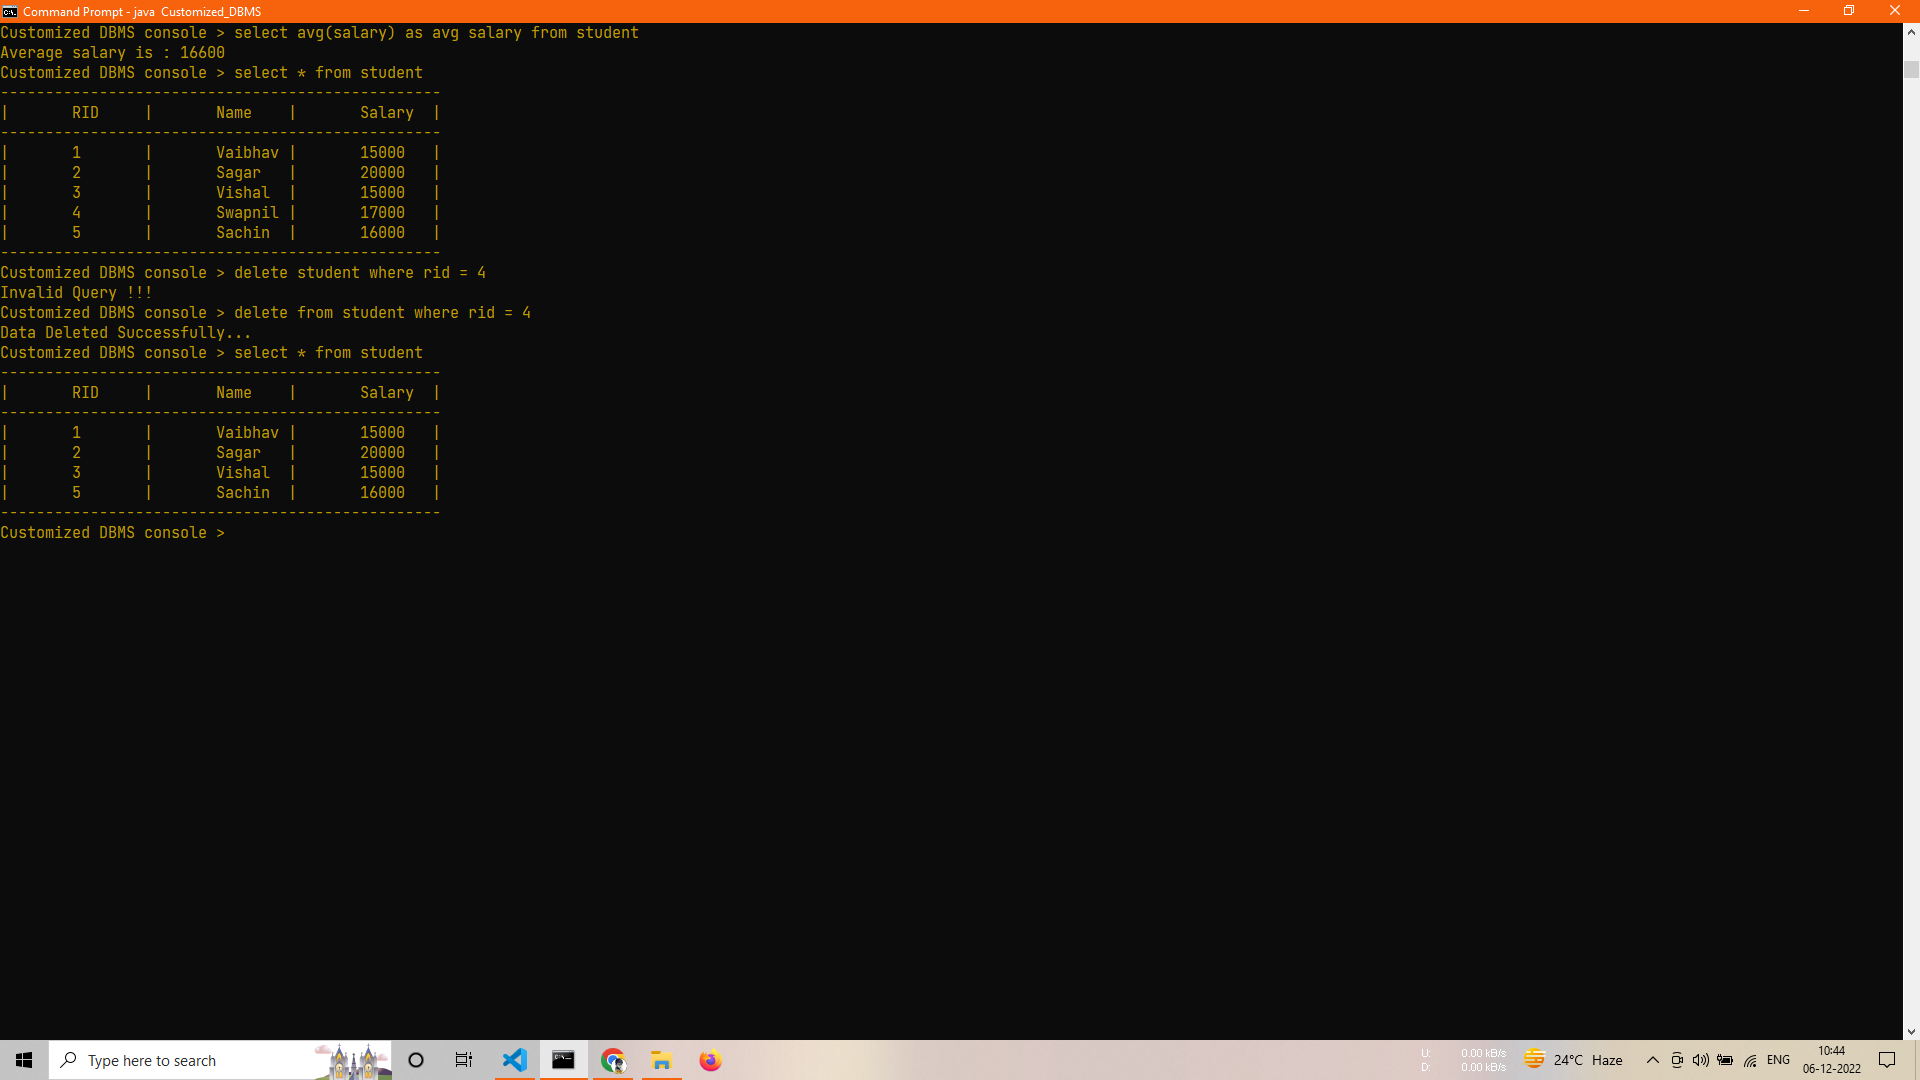 Command Prompt - java  Customized_DBMS
Customized DBMS console > select avg(salary) as avg salary from student
Average salary is : 16600
Customized DBMS console > select * from student
-------------------------------------------------
|       RID     |       Name    |       Salary  |
-------------------------------------------------
|       1       |       Vaibhav |       15000   |
|       2       |       Sagar   |       20000   |
|       3       |       Vishal  |       15000   |
|       4       |       Swapnil |       17000   |
|       5       |       Sachin  |       16000   |
-------------------------------------------------
Customized DBMS console > delete student where rid = 4
Invalid Query !!!
Customized DBMS console > delete from student where rid = 4
Data Deleted Successfully...
Customized DBMS console > select * from student
-------------------------------------------------
|       RID     |       Name    |       Salary  |
-------------------------------------------------
|       1       |       Vaibhav |       15000   |
|       2       |       Sagar   |       20000   |
|       3       |       Vishal  |       15000   |
|       5       |       Sachin  |       16000   |
-------------------------------------------------
Customized DBMS console >
Type here to search
U: 0.00 kB/s
D: 0.00 kB/s
24°C Haze
ENG
10:44
06-12-2022